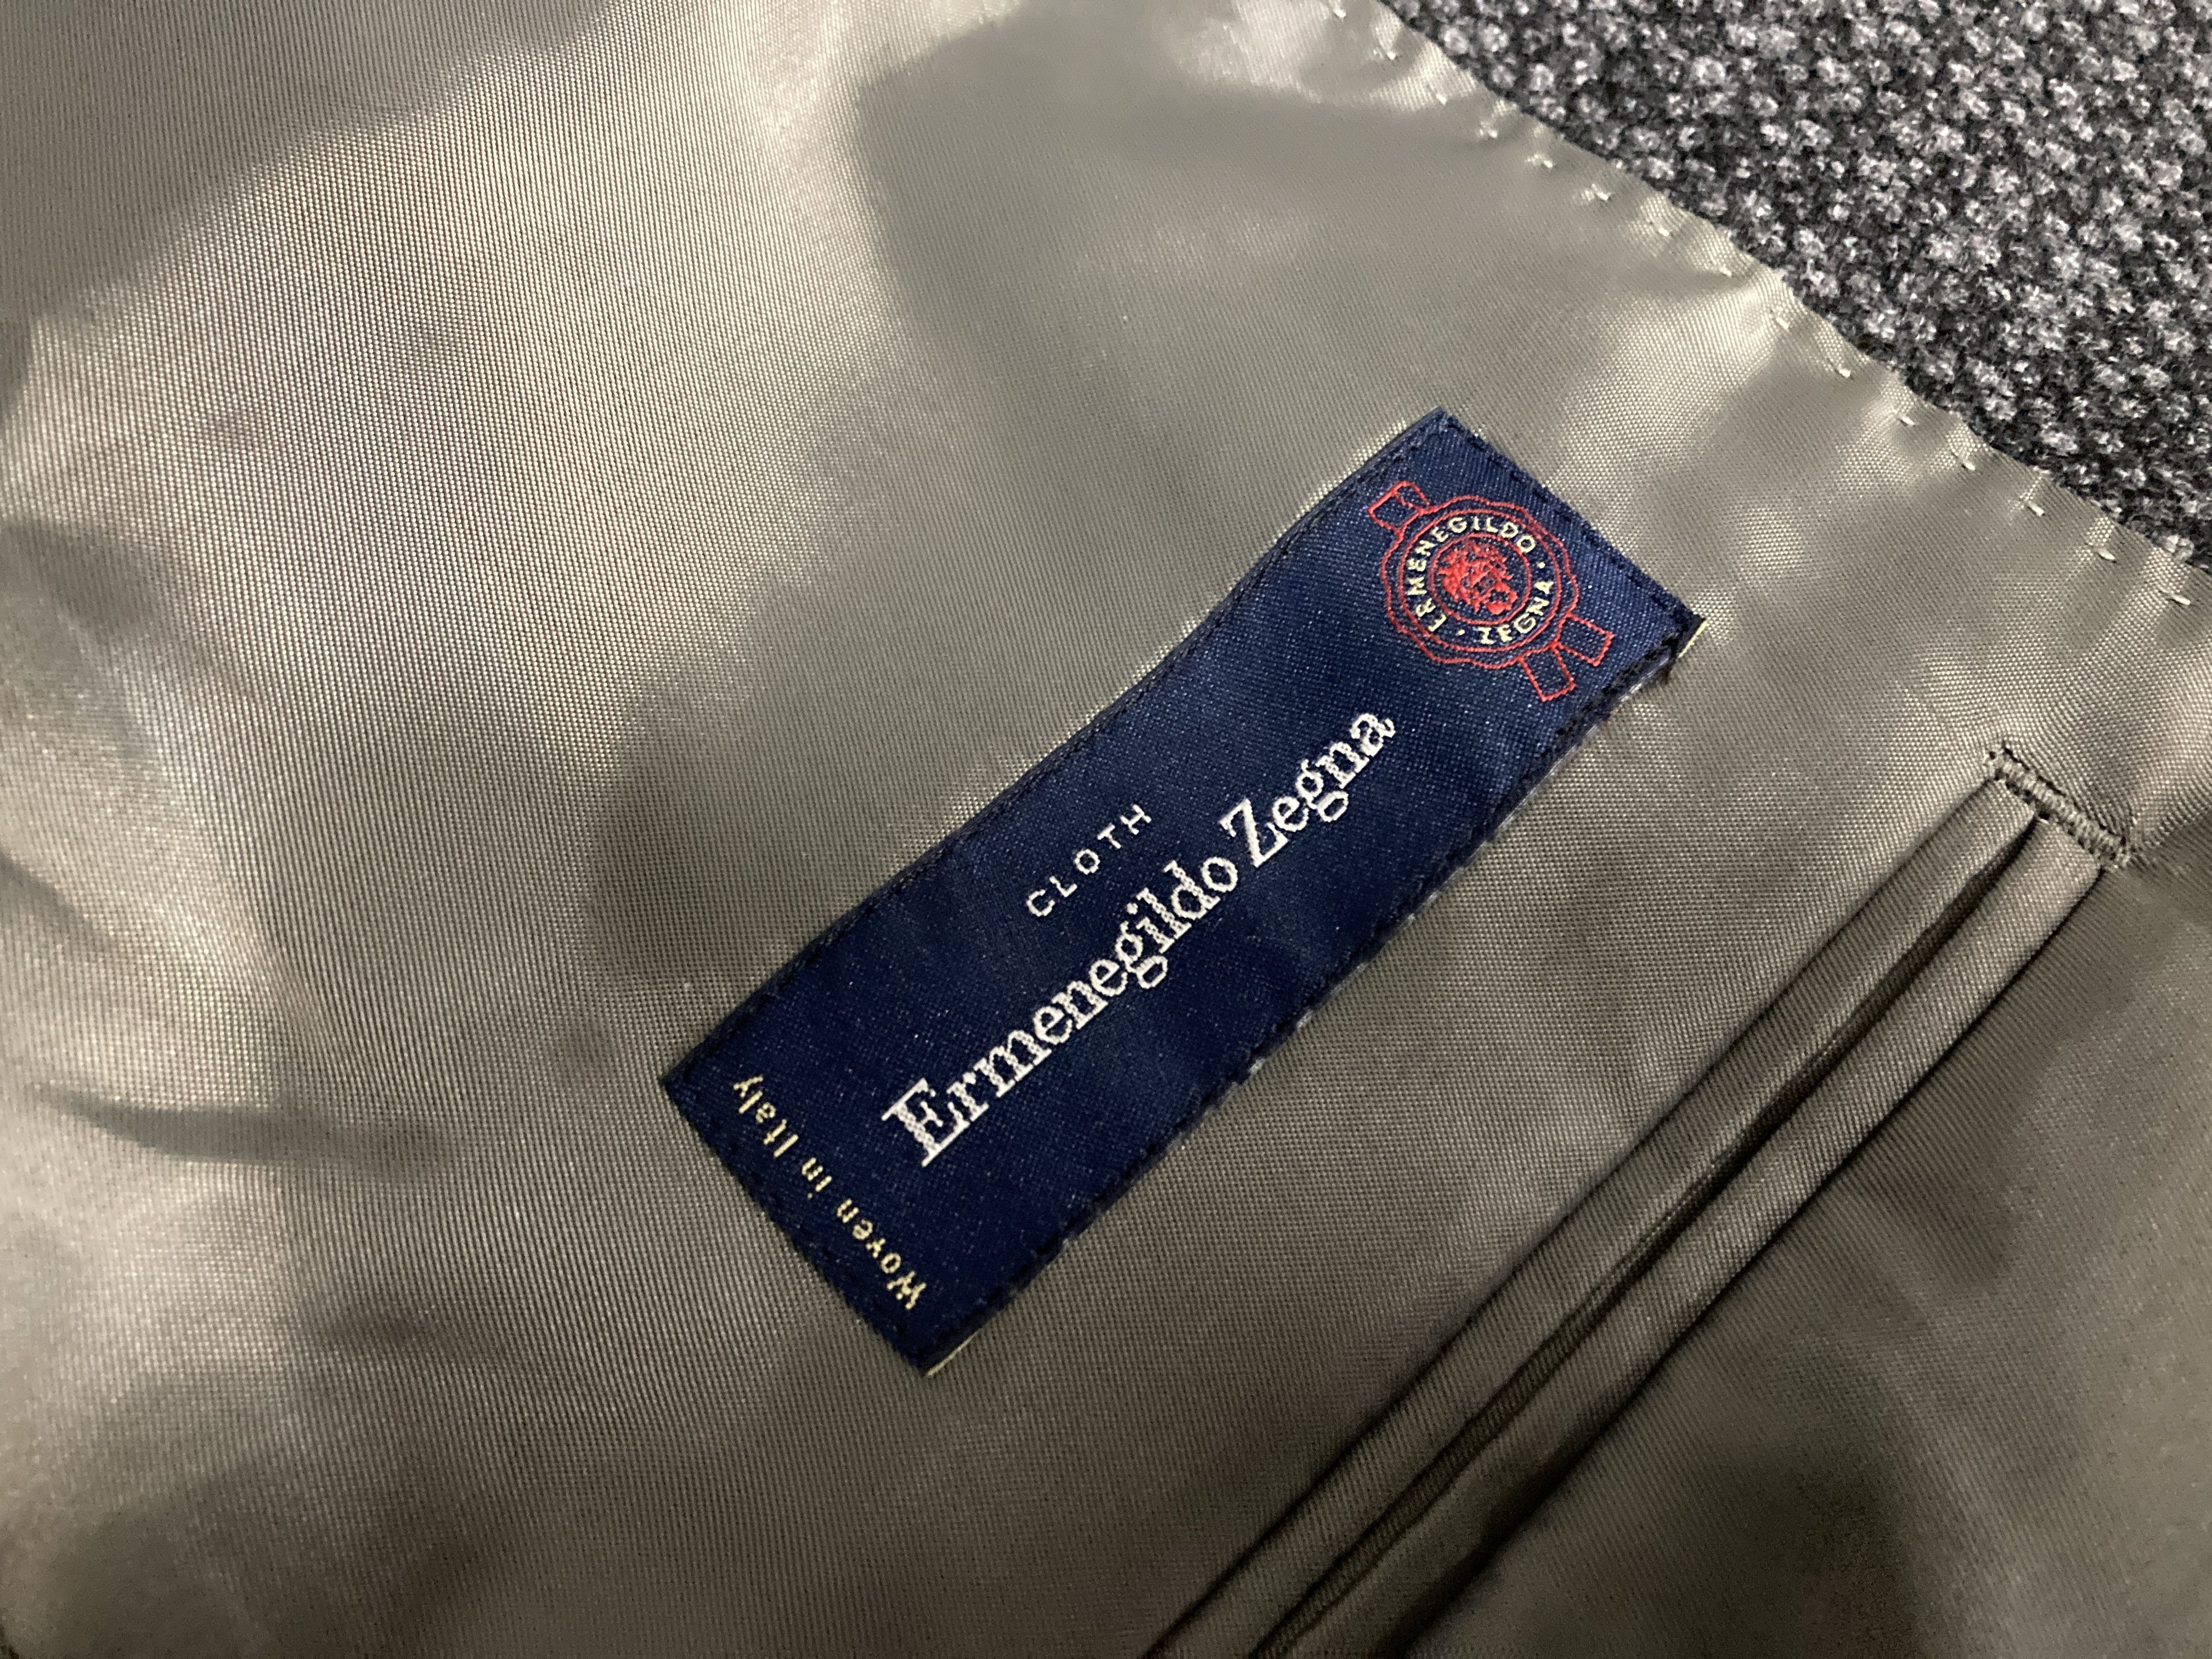 CLOTH
Ermenegildo Zegna
Woven in Italy
ERMENEGILDO · ZEGNA ·